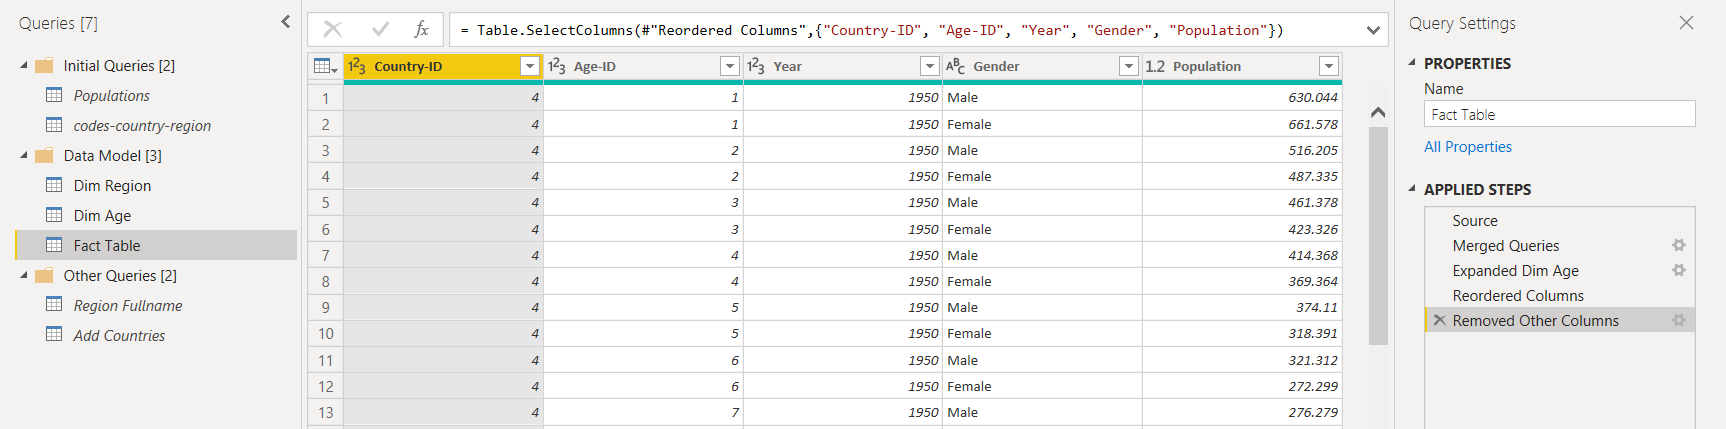 Queries [7]
Initial Queries [2]
Populations
codes-country-region
Data Model [3]
Dim Region
Dim Age
Fact Table
Other Queries [2]
Region Fullname
Add Countries
fx = Table.SelectColumns(#"Reordered Columns",{"Country-ID", "Age-ID", "Year", "Gender", "Population"})
123 Country-ID 123 Age-ID 123 Year ABC Gender 1.2 Population
1 4 1 1950 Male 630.044
2 4 1 1950 Female 661.578
3 4 2 1950 Male 516.205
4 4 2 1950 Female 487.335
5 4 3 1950 Male 461.378
6 4 3 1950 Female 423.326
7 4 4 1950 Male 414.368
8 4 4 1950 Female 369.364
9 4 5 1950 Male 374.11
10 4 5 1950 Female 318.391
11 4 6 1950 Male 321.312
12 4 6 1950 Female 272.299
13 4 7 1950 Male 276.279
Query Settings
PROPERTIES
Name
Fact Table
All Properties
APPLIED STEPS
Source
Merged Queries
Expanded Dim Age
Reordered Columns
Removed Other Columns